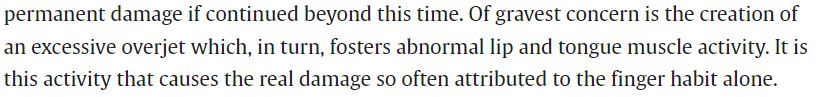 permanent damage if continued beyond this time. Of gravest concern is the creation of
an excessive overjet which, in turn, fosters abnormal lip and tongue muscle activity. It is
this activity that causes the real damage so often attributed to the finger habit alone.